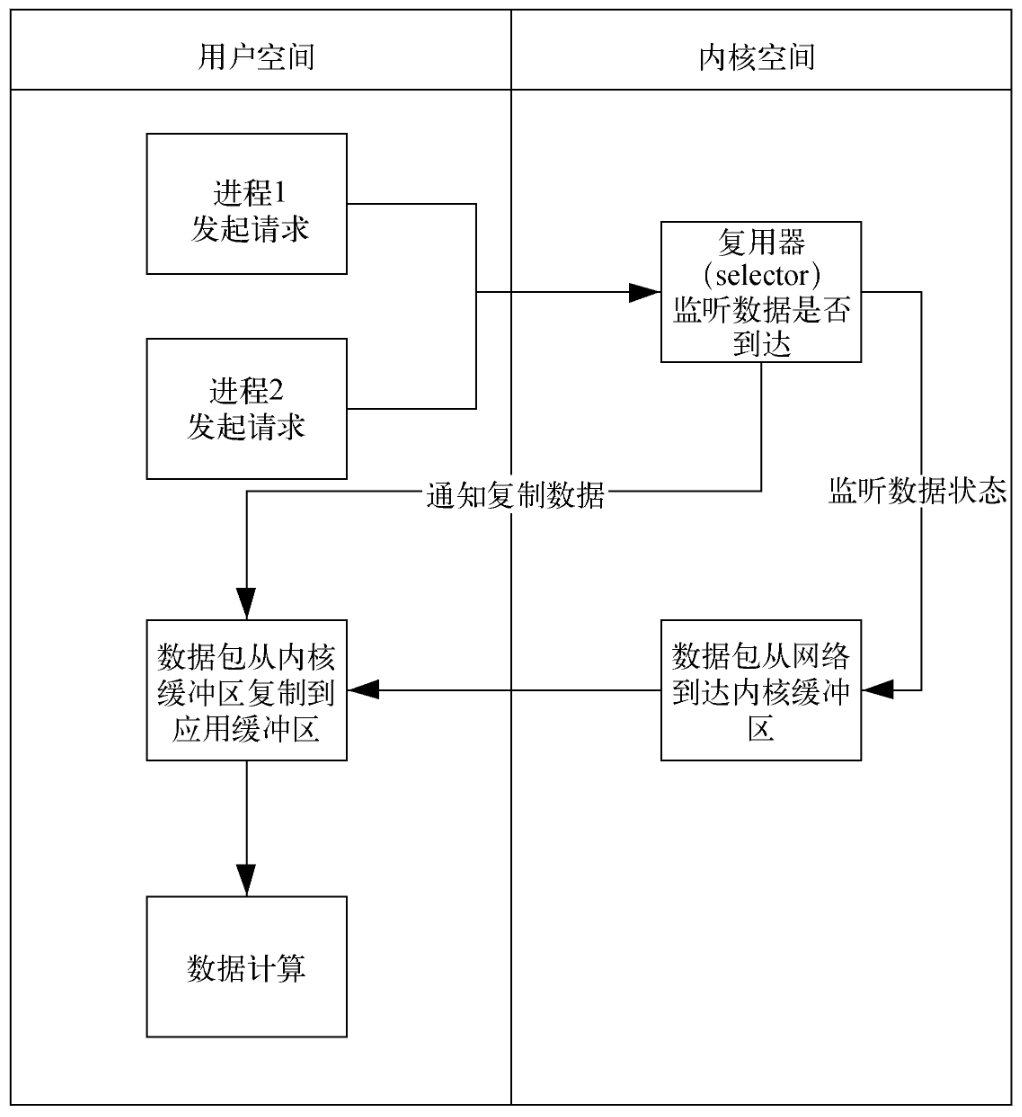 用户空间
内核空间
进程1
发起请求
复用器
（selector）
监听数据是否
到达
进程2
发起请求
通知复制数据
监听数据状态
数据包从内核
缓冲区复制到
应用缓冲区
数据包从网络
到达内核缓冲
区
数据计算